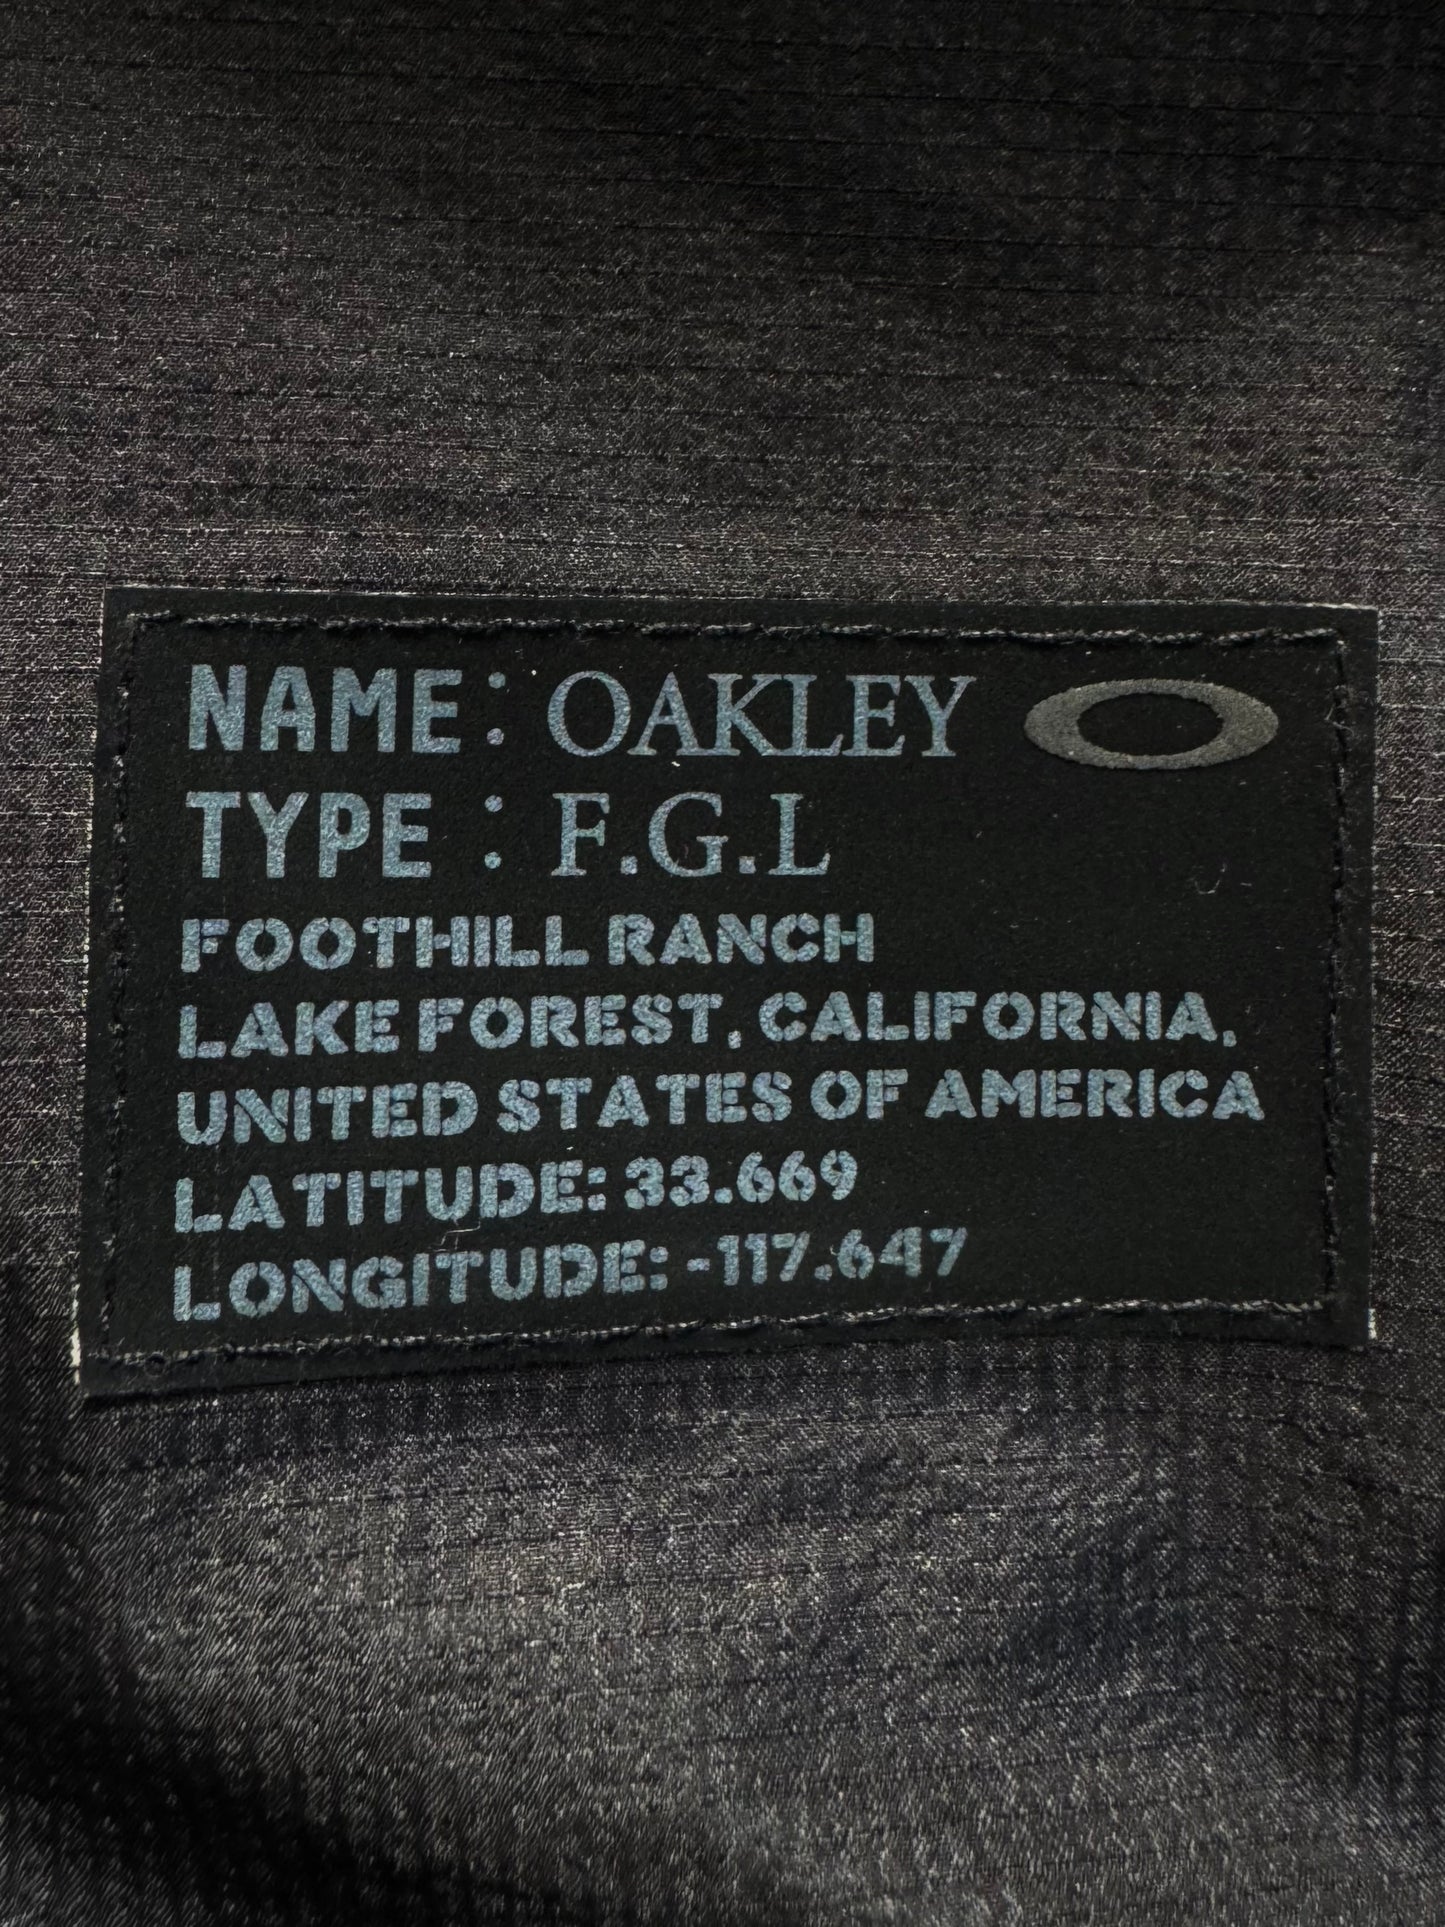 NAME: OAKLEY
TYPE : F.G.L
FOOTHILL RANCH
LAKE FOREST, CALIFORNIA,
UNITED STATES OF AMERICA
LATITUDE: 33.669
LONGITUDE: -117.647